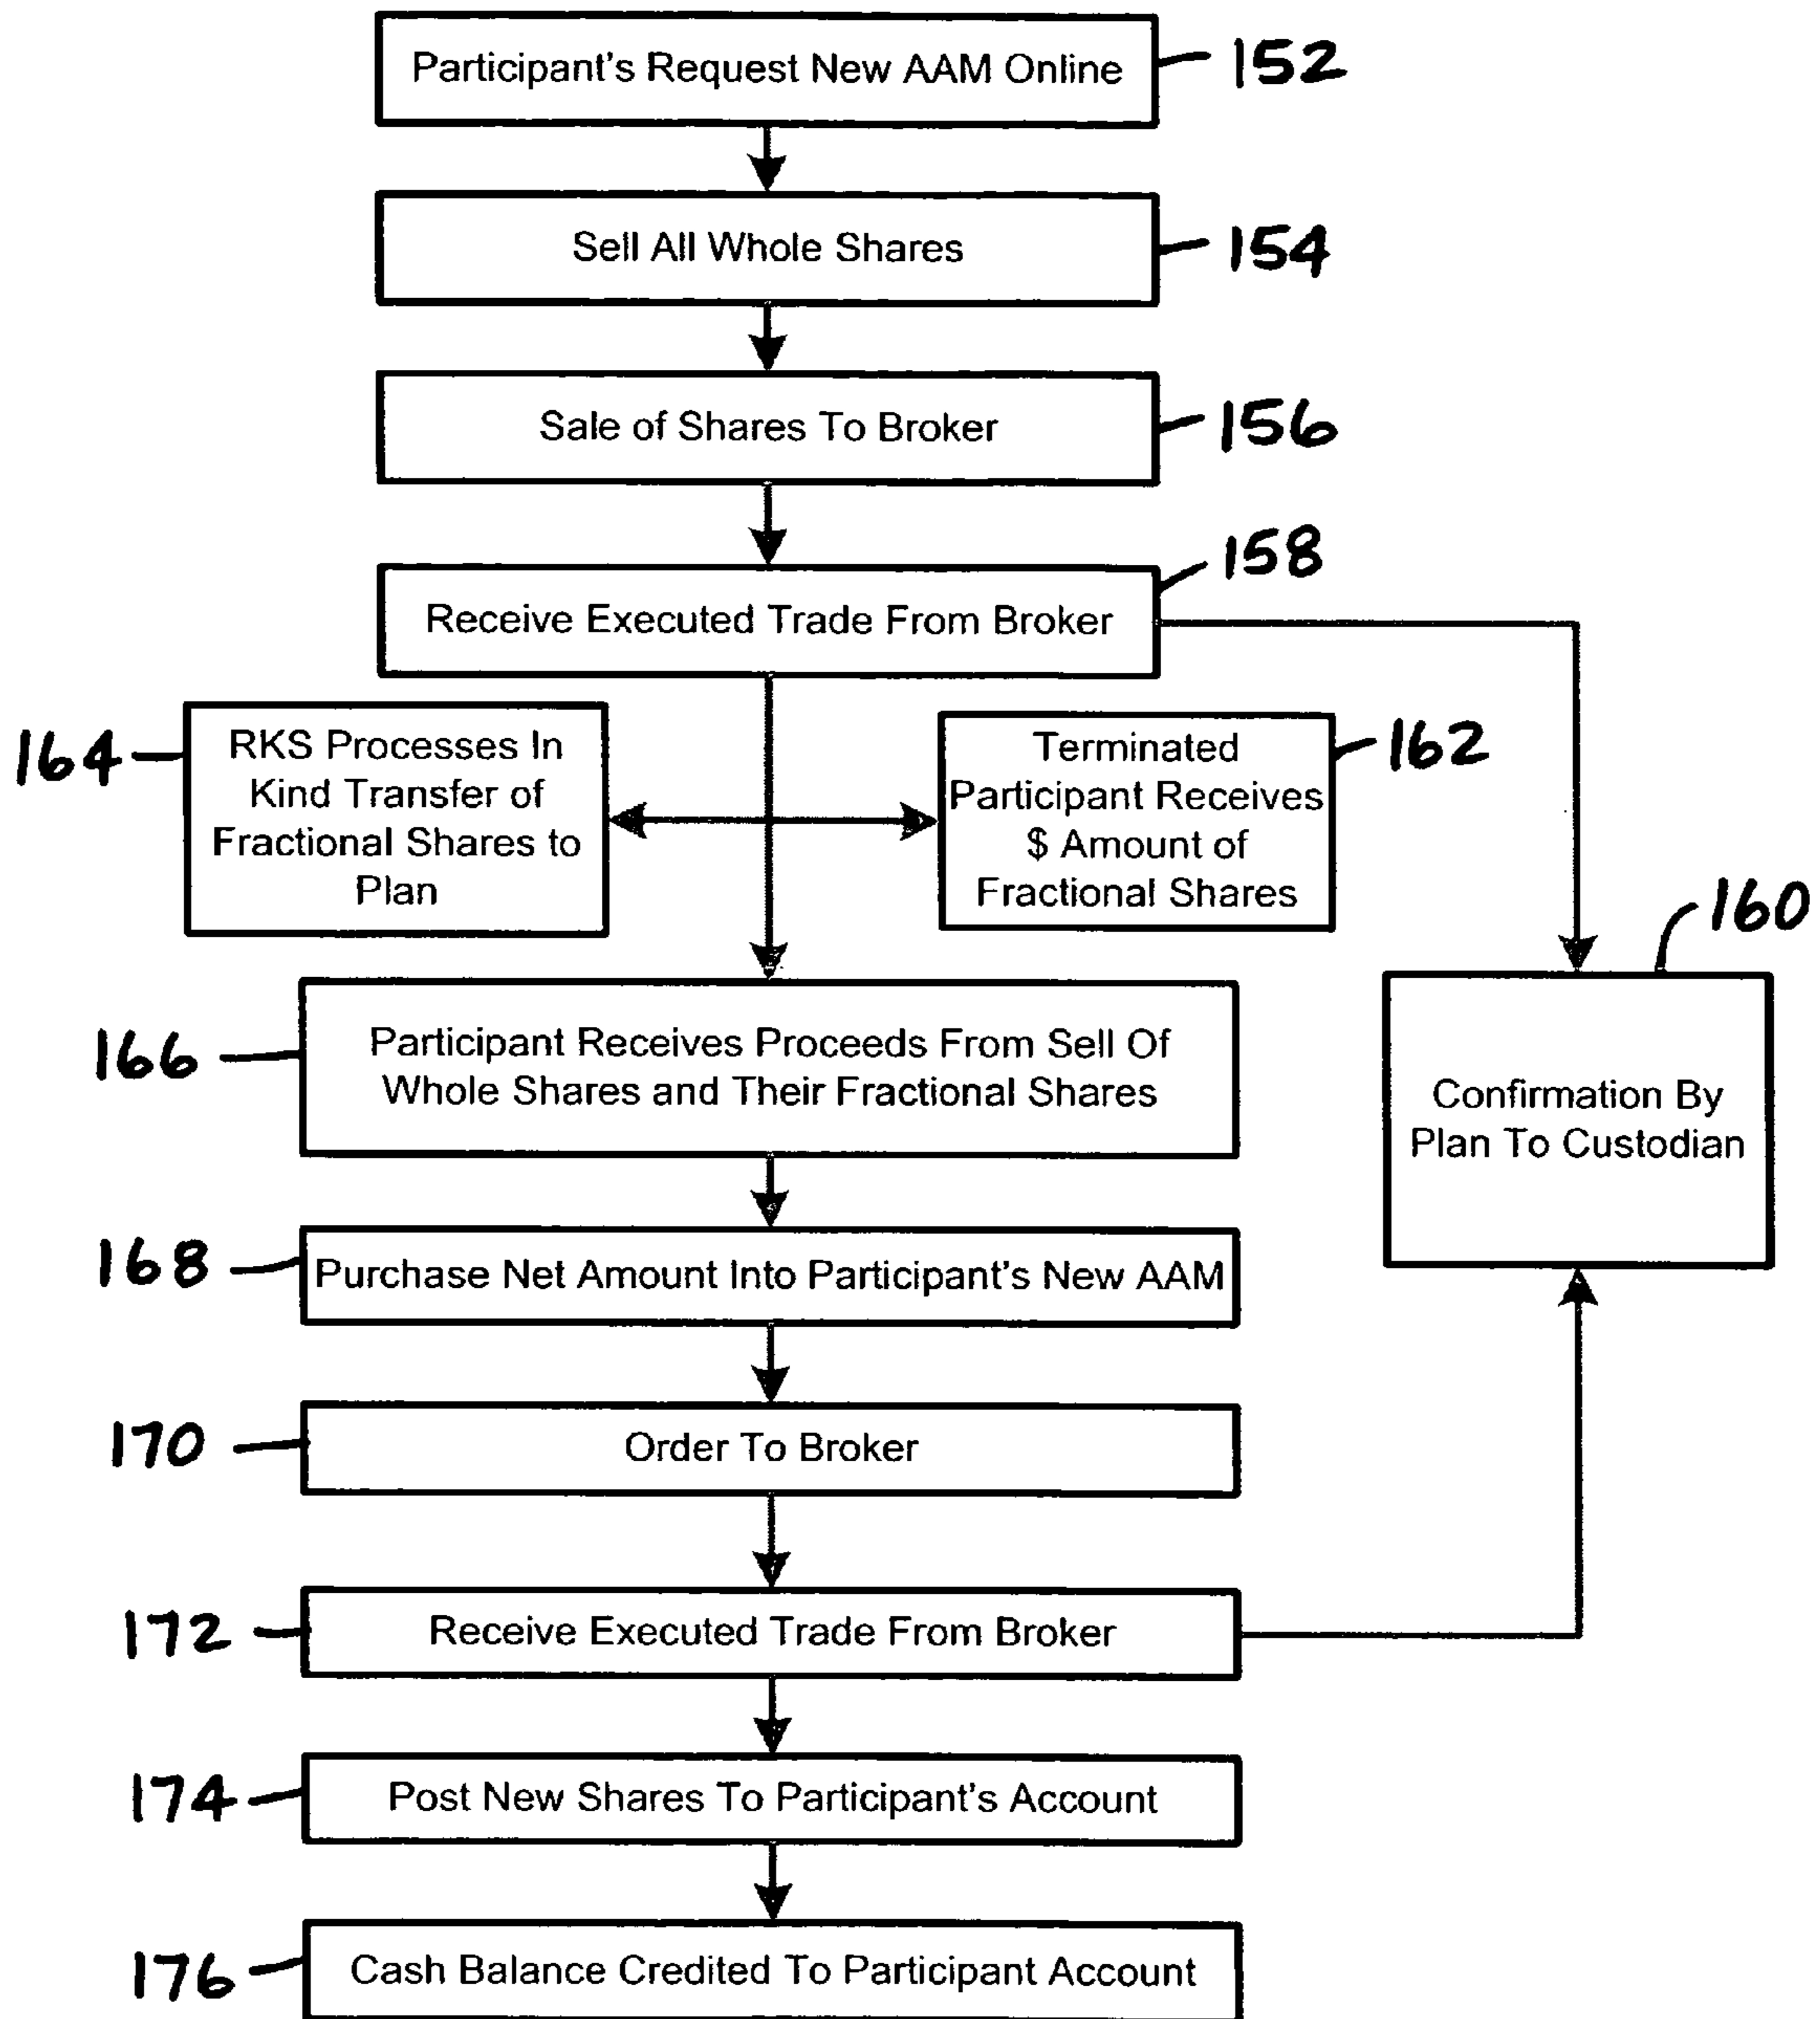 Participant's Request New AAM Online
152
Sell All Whole Shares
154
Sale of Shares To Broker
156
Receive Executed Trade From Broker
158
164
RKS Processes In
Kind Transfer of
Fractional Shares to
Plan
Terminated
Participant Receives
$ Amount of
Fractional Shares
162
160
Confirmation By
Plan To Custodian
166
Participant Receives Proceeds From Sell Of
Whole Shares and Their Fractional Shares
168
Purchase Net Amount Into Participant's New AAM
170
Order To Broker
172
Receive Executed Trade From Broker
174
Post New Shares To Participant's Account
176
Cash Balance Credited To Participant Account